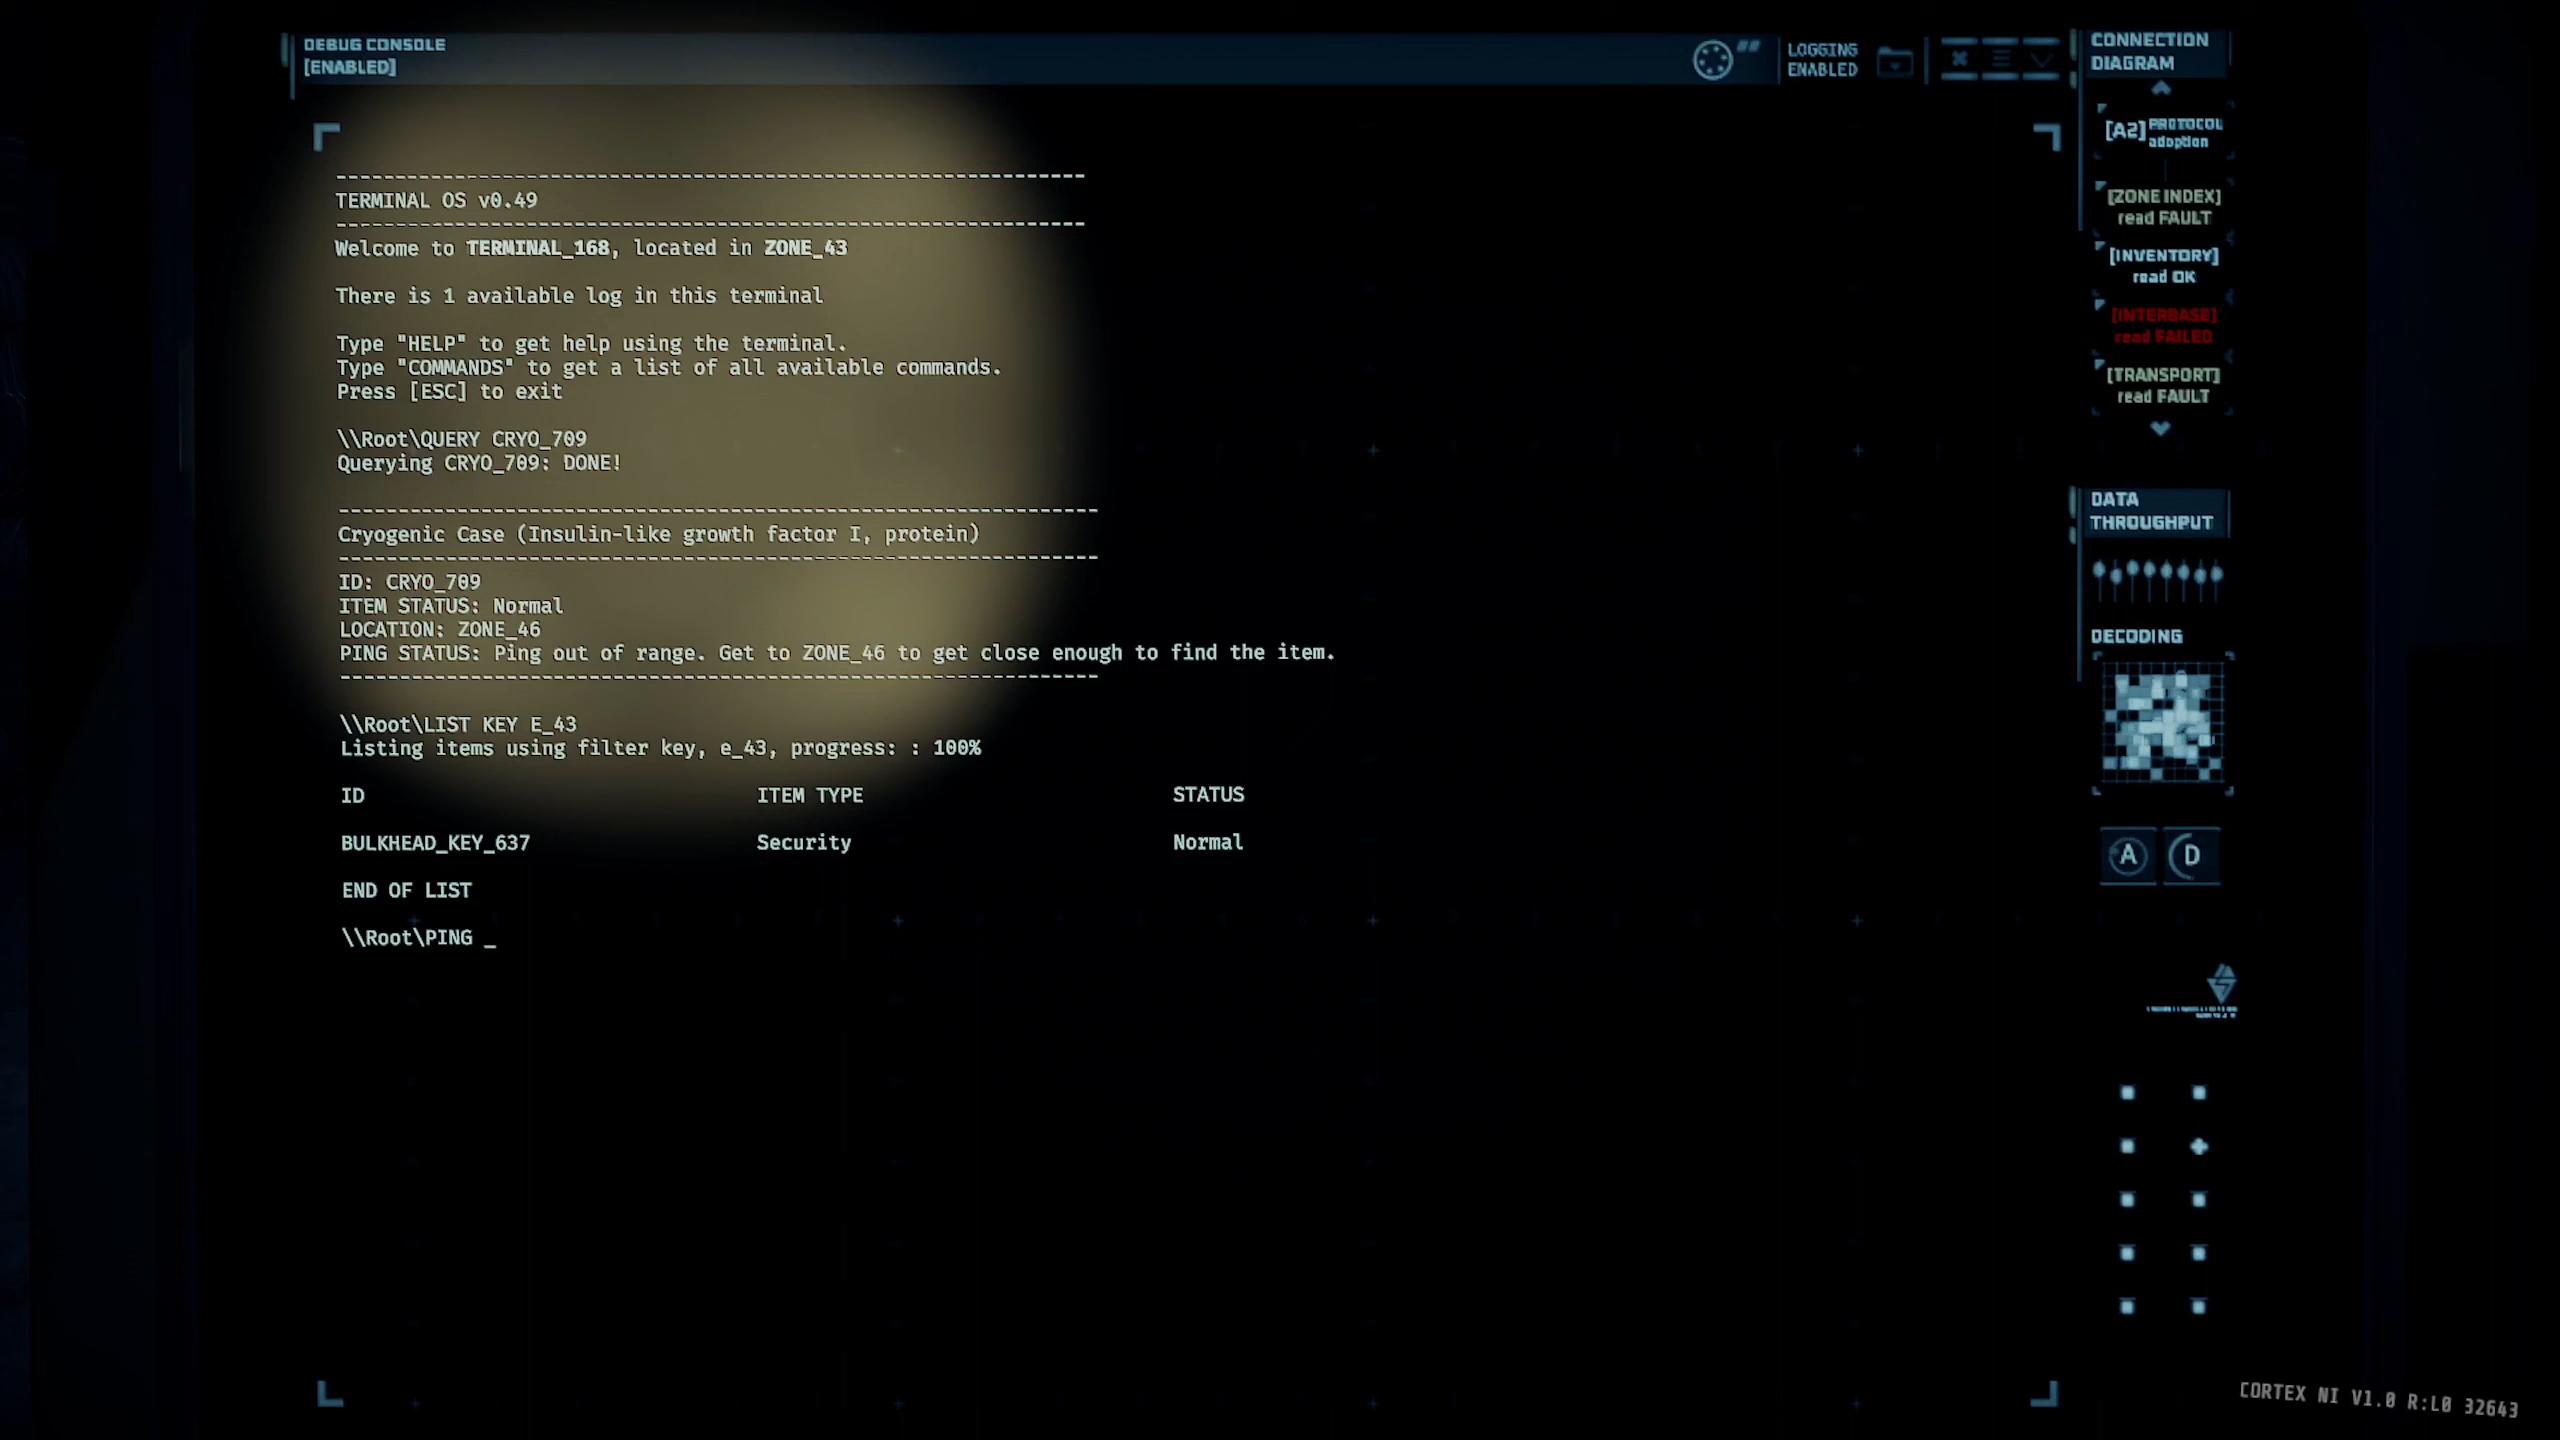 DEBUG CONSOLE
[ENABLED]
LOGGING
ENABLED
------------------------------------------------------------------
TERMINAL OS v0.49
------------------------------------------------------------------
Welcome to TERMINAL_168, located in ZONE_43
There is 1 available log in this terminal
Type "HELP" to get help using the terminal.
Type "COMMANDS" to get a list of all available commands.
Press [ESC] to exit
\\Root\QUERY CRYO_709
Querying CRYO_709: DONE!
------------------------------------------------------------------
Cryogenic Case (Insulin-like growth factor I, protein)
------------------------------------------------------------------
ID: CRYO_709
ITEM STATUS: Normal
LOCATION: ZONE_46
PING STATUS: Ping out of range. Get to ZONE_46 to get close enough to find the item.
------------------------------------------------------------------
\\Root\LIST KEY E_43
Listing items using filter key, e_43, progress: : 100%
ID ITEM TYPE STATUS
BULKHEAD_KEY_637 Security Normal
END OF LIST
\\Root\PING _
CONNECTION
DIAGRAM
[A2] PROTOCOL
adoption
[ZONE INDEX]
read FAULT
[INVENTORY]
read OK
[INTERBASE]
read FAILED
[TRANSPORT]
read FAULT
DATA
THROUGHPUT
DECODING
A D
CORTEX NI V1.0 R:L0 32643